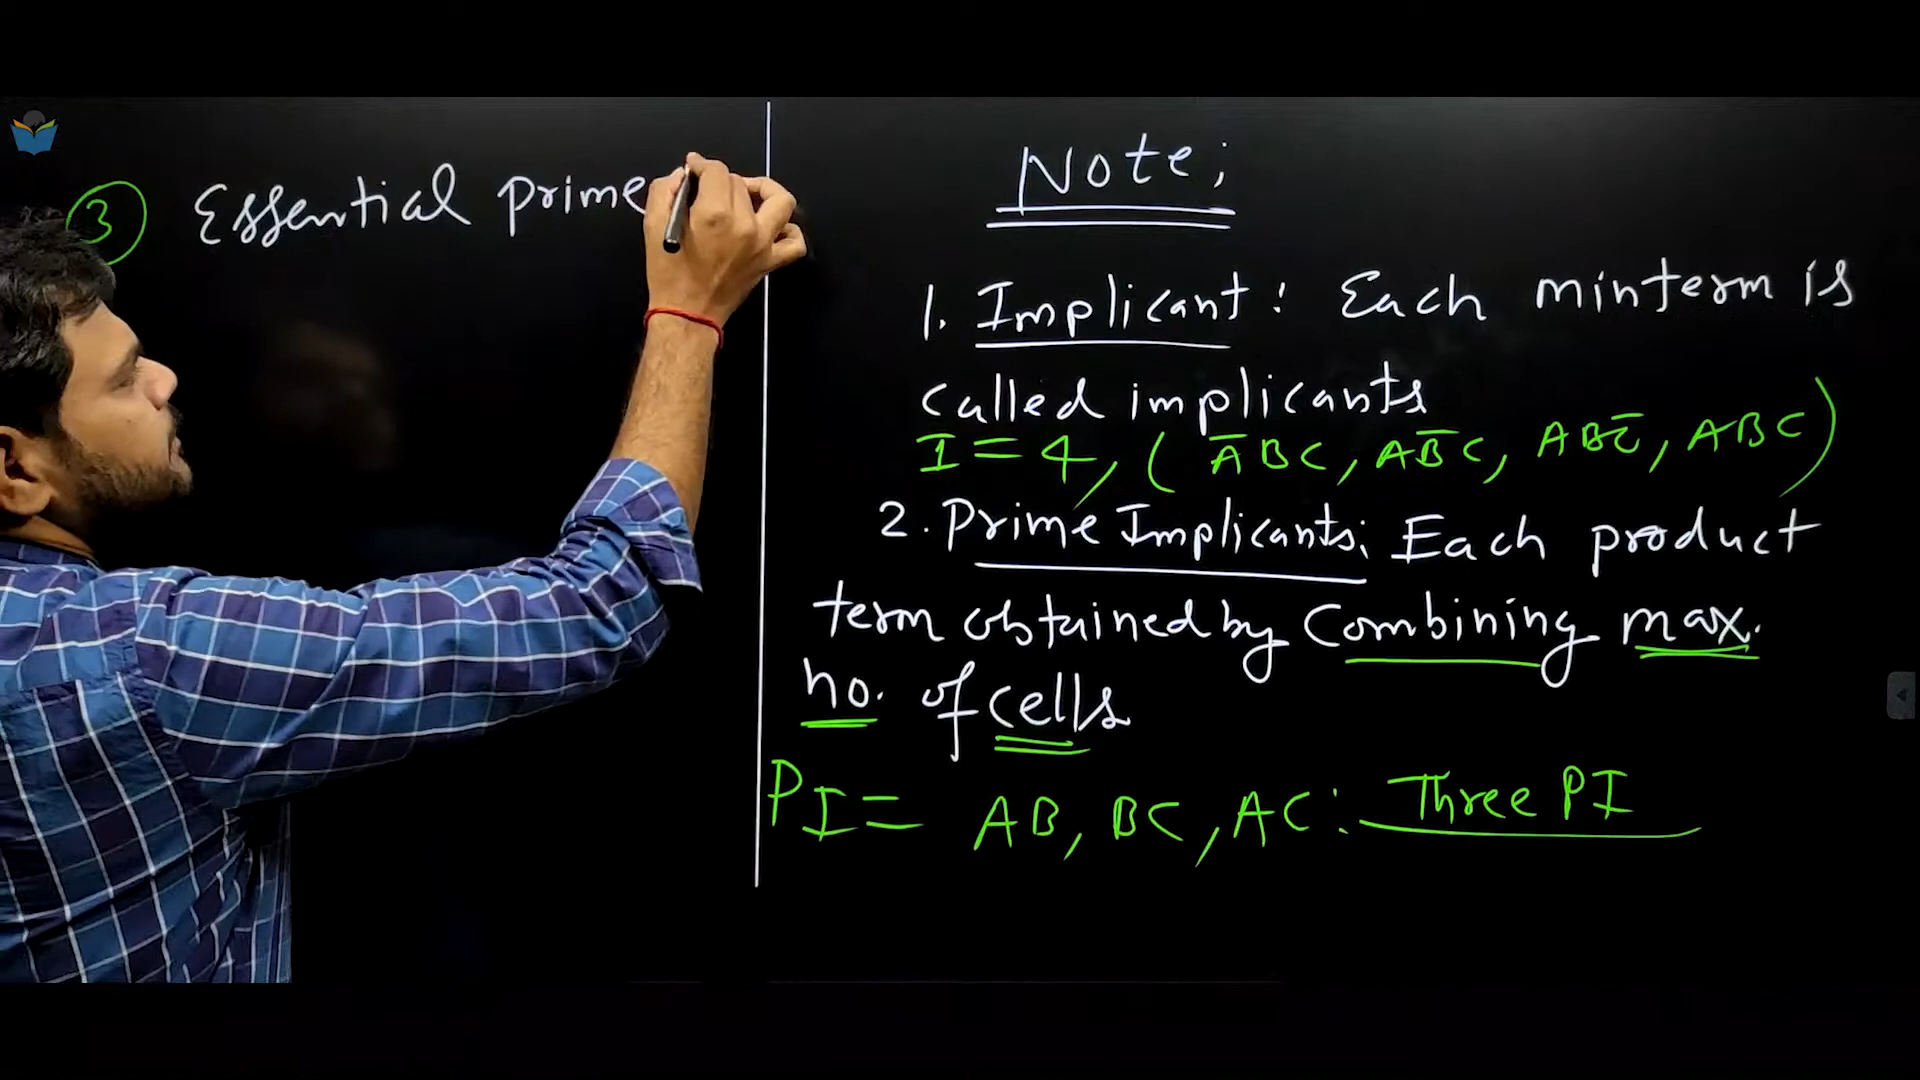 3 Essential prime
Note;
1. Implicant: Each minterm is
called implicants
I = 4, ( A̅BC, AB̅C, ABC̅, ABC )
2. Prime Implicants: Each product
term obtained by Combining max.
no. of cells
PI = AB, BC, AC: Three PI